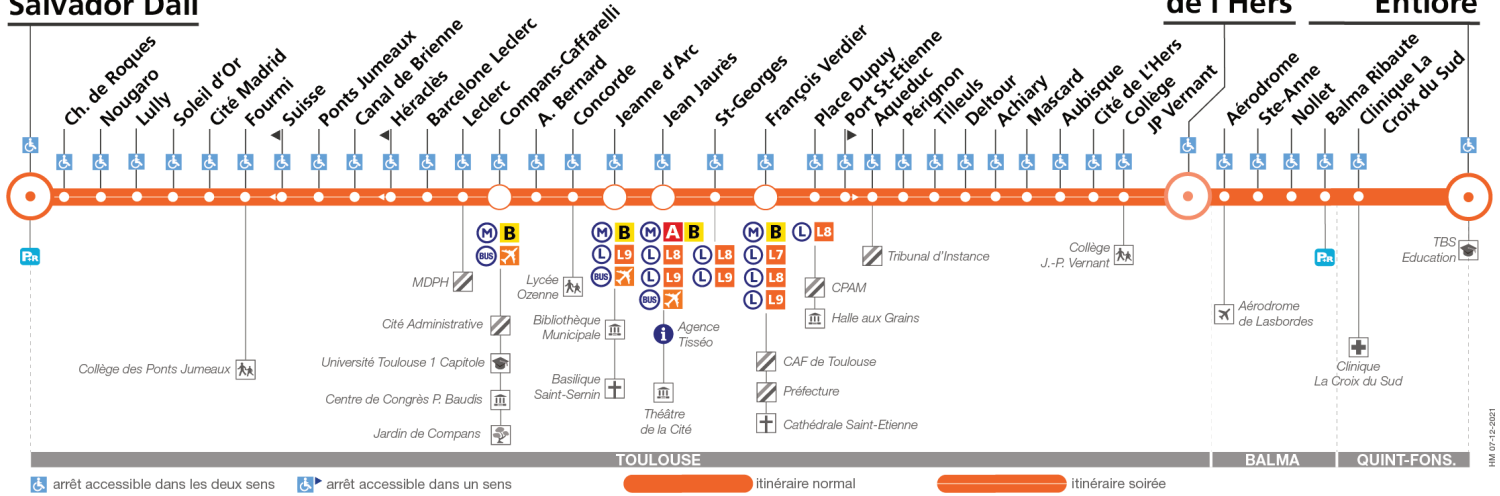 Salvador Dali
de l'Hers
Entiore
Ch. de Roques
Nougaro
Lully
Soleil d'Or
Cité Madrid
Fourmi
Suisse
Ponts Jumeaux
Canal de Brienne
Héraclès
Barcelone Leclerc
Leclerc
Compans-Caffarelli
A. Bernard
Concorde
Jeanne d'Arc
Jean Jaurès
St-Georges
François Verdier
Place Dupuy
Port St-Etienne
Aqueduc
Pérignon
Tilleuls
Deltour
Achiary
Mascard
Aubisque
Cité de L'Hers
Collège
JP Vernant
Aérodrome
Ste-Anne
Nollet
Balma Ribaute
Clinique La
Croix du Sud
P+R
MDPH
Collège des Ponts Jumeaux
M B
BUS
Cité Administrative
Université Toulouse 1 Capitole
Centre de Congrès P. Baudis
Jardin de Compans
Lycée
Ozenne
M B
L L9
BUS
Bibliothèque
Municipale
Basilique
Saint-Sernin
M A B
L L8
L L9
BUS
i
Agence
Tisséo
Théâtre
de la Cité
L L8
L L9
M B
L L7
L L8
L L9
CAF de Toulouse
Préfecture
Cathédrale Saint-Etienne
L L8
CPAM
Halle aux Grains
Tribunal d'Instance
Collège
J.-P. Vernant
Aérodrome
de Lasbordes
P+R
Clinique
La Croix du Sud
TBS
Education
TOULOUSE
BALMA
QUINT-FONS.
HM 07-12-2021
arrêt accessible dans les deux sens
arrêt accessible dans un sens
itinéraire normal
itinéraire soirée